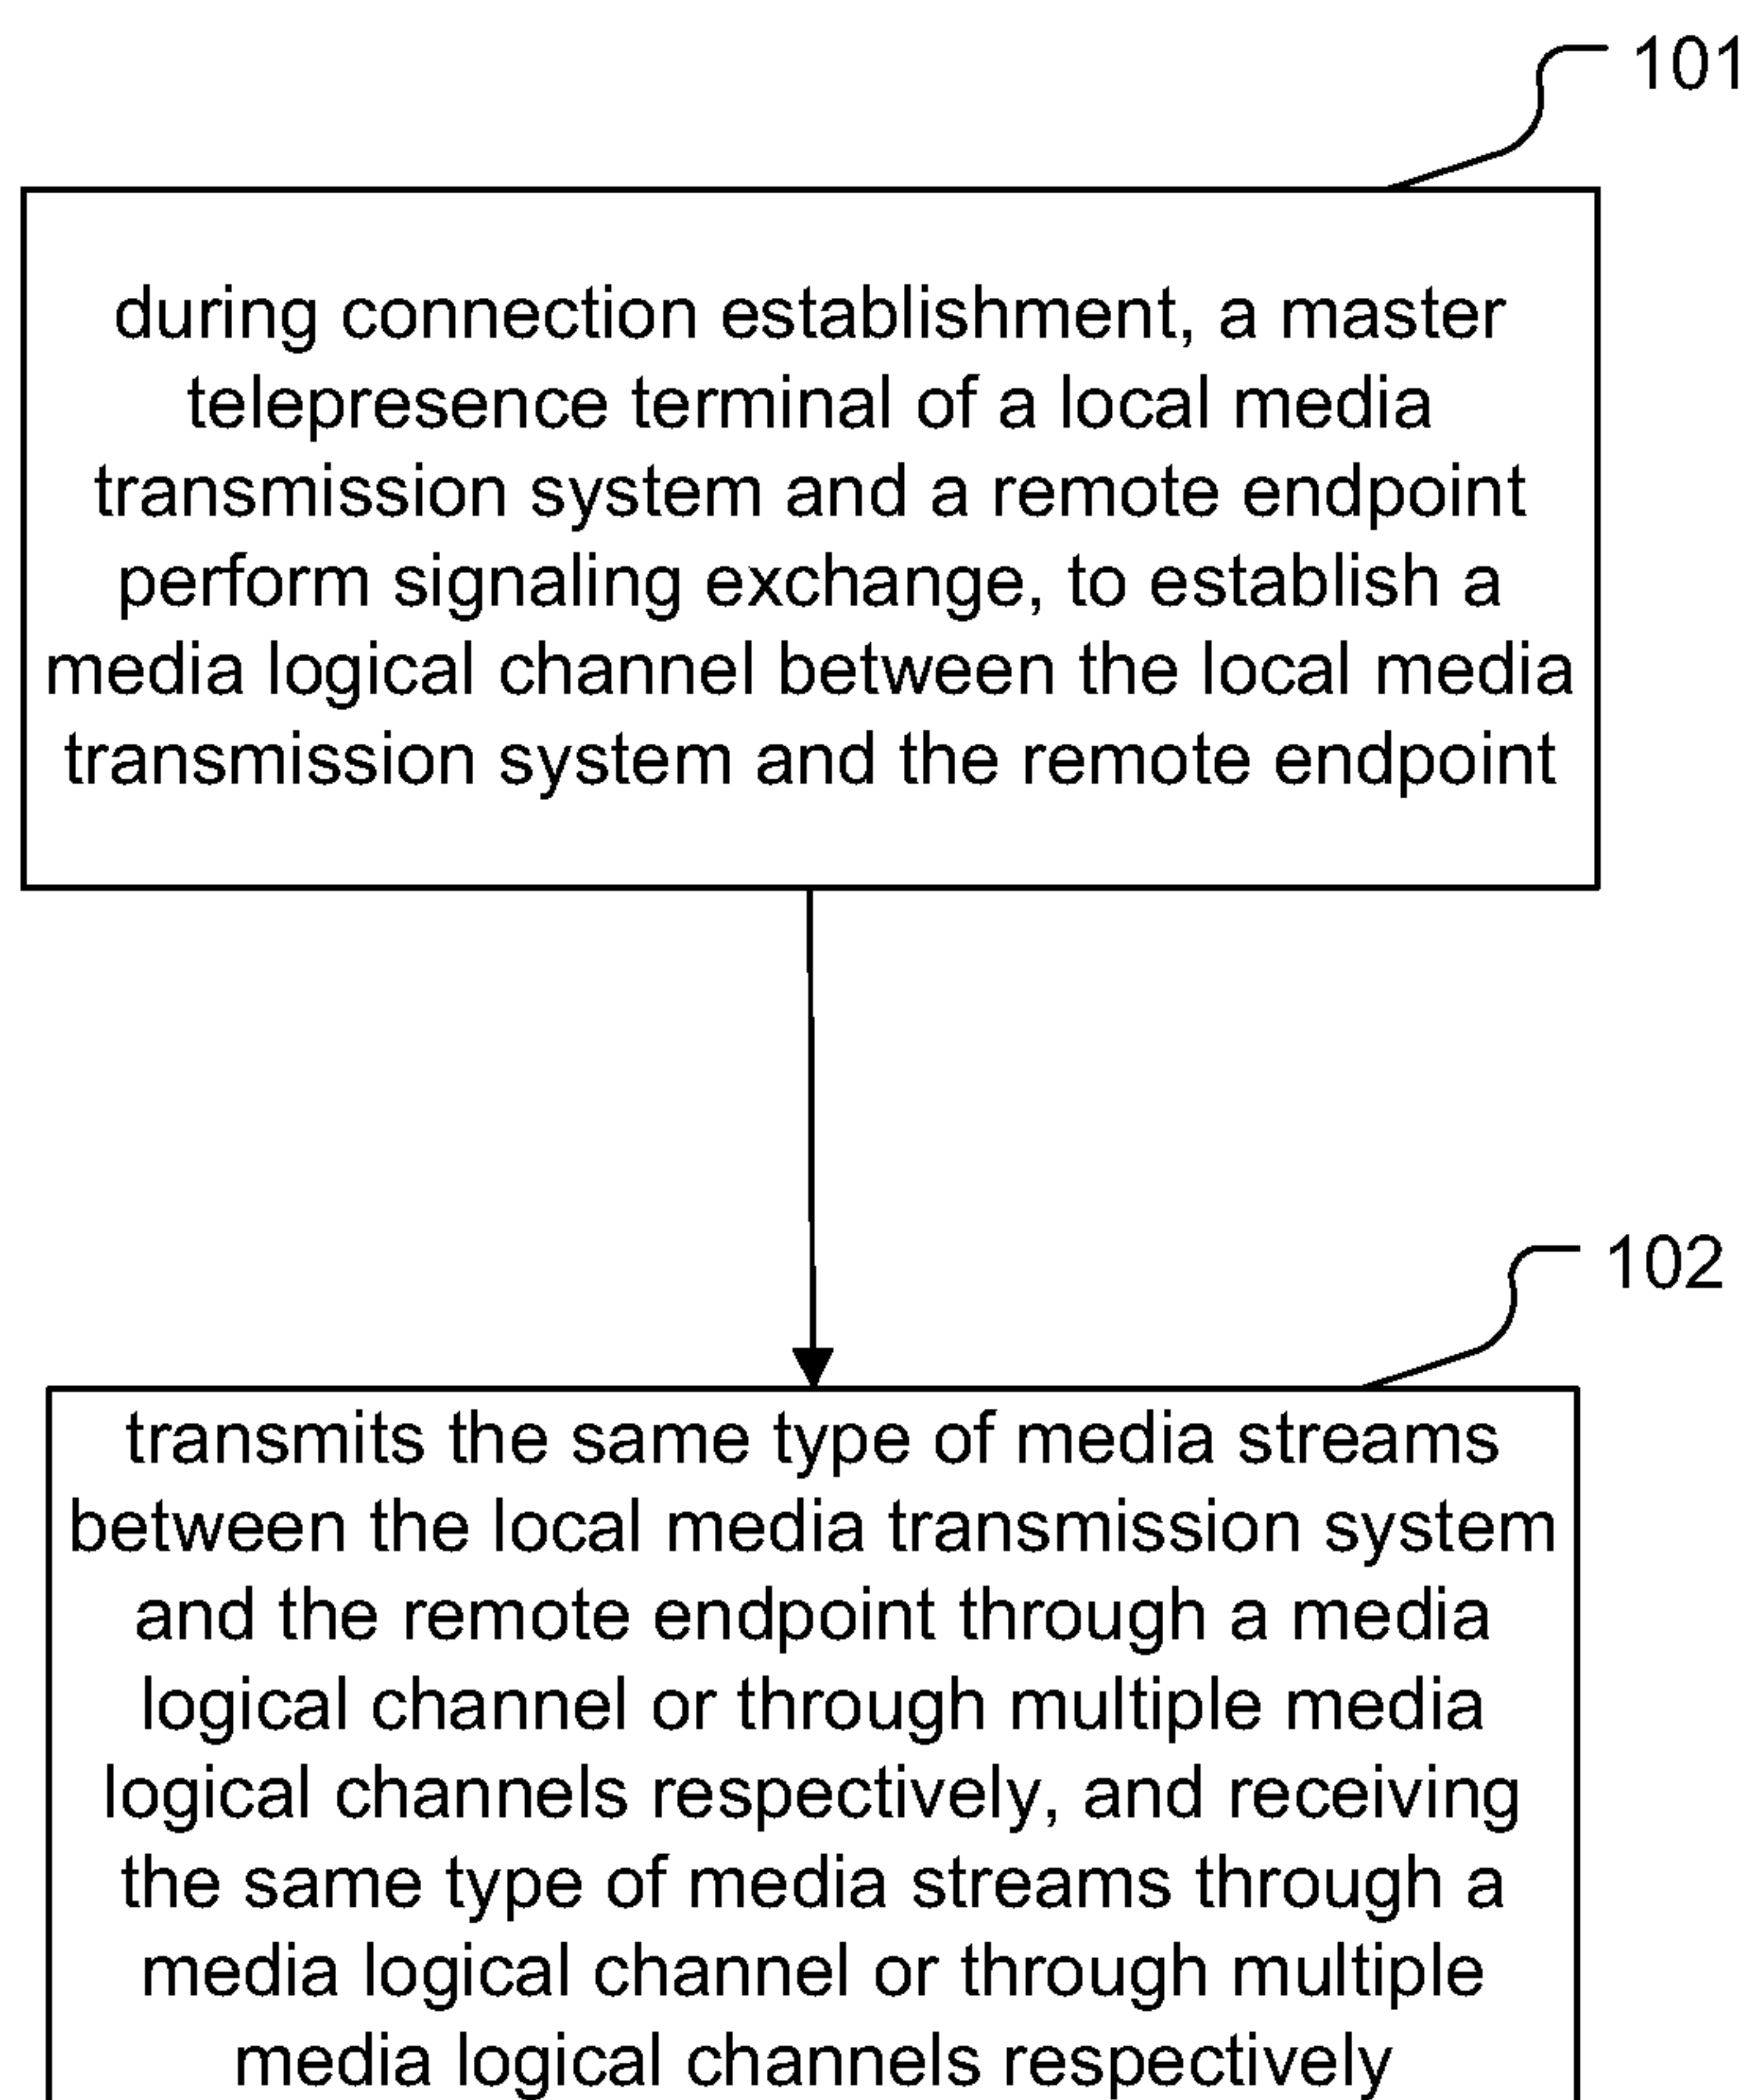 101
during connection establishment, a master
telepresence terminal of a local media
transmission system and a remote endpoint
perform signaling exchange, to establish a
media logical channel between the local media
transmission system and the remote endpoint
102
transmits the same type of media streams
between the local media transmission system
and the remote endpoint through a media
logical channel or through multiple media
logical channels respectively, and receiving
the same type of media streams through a
media logical channel or through multiple
media logical channels respectively